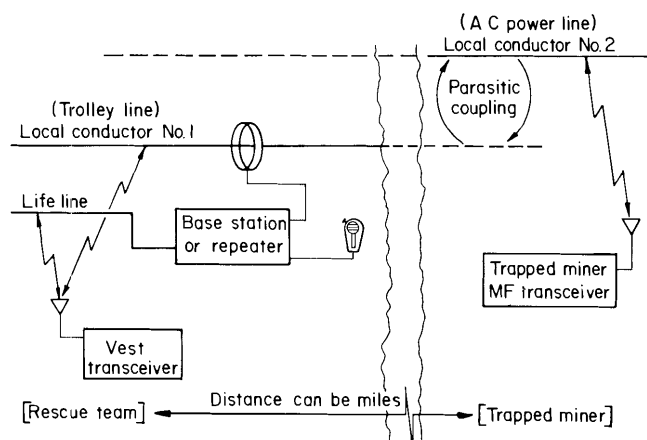 (A C power line)
Local conductor No. 2
Parasitic
coupling
(Trolley line)
Local conductor No. 1
Life line
Base station
or repeater
Trapped miner
MF transceiver
Vest
transceiver
Distance can be miles
[Rescue team]
[Trapped miner]